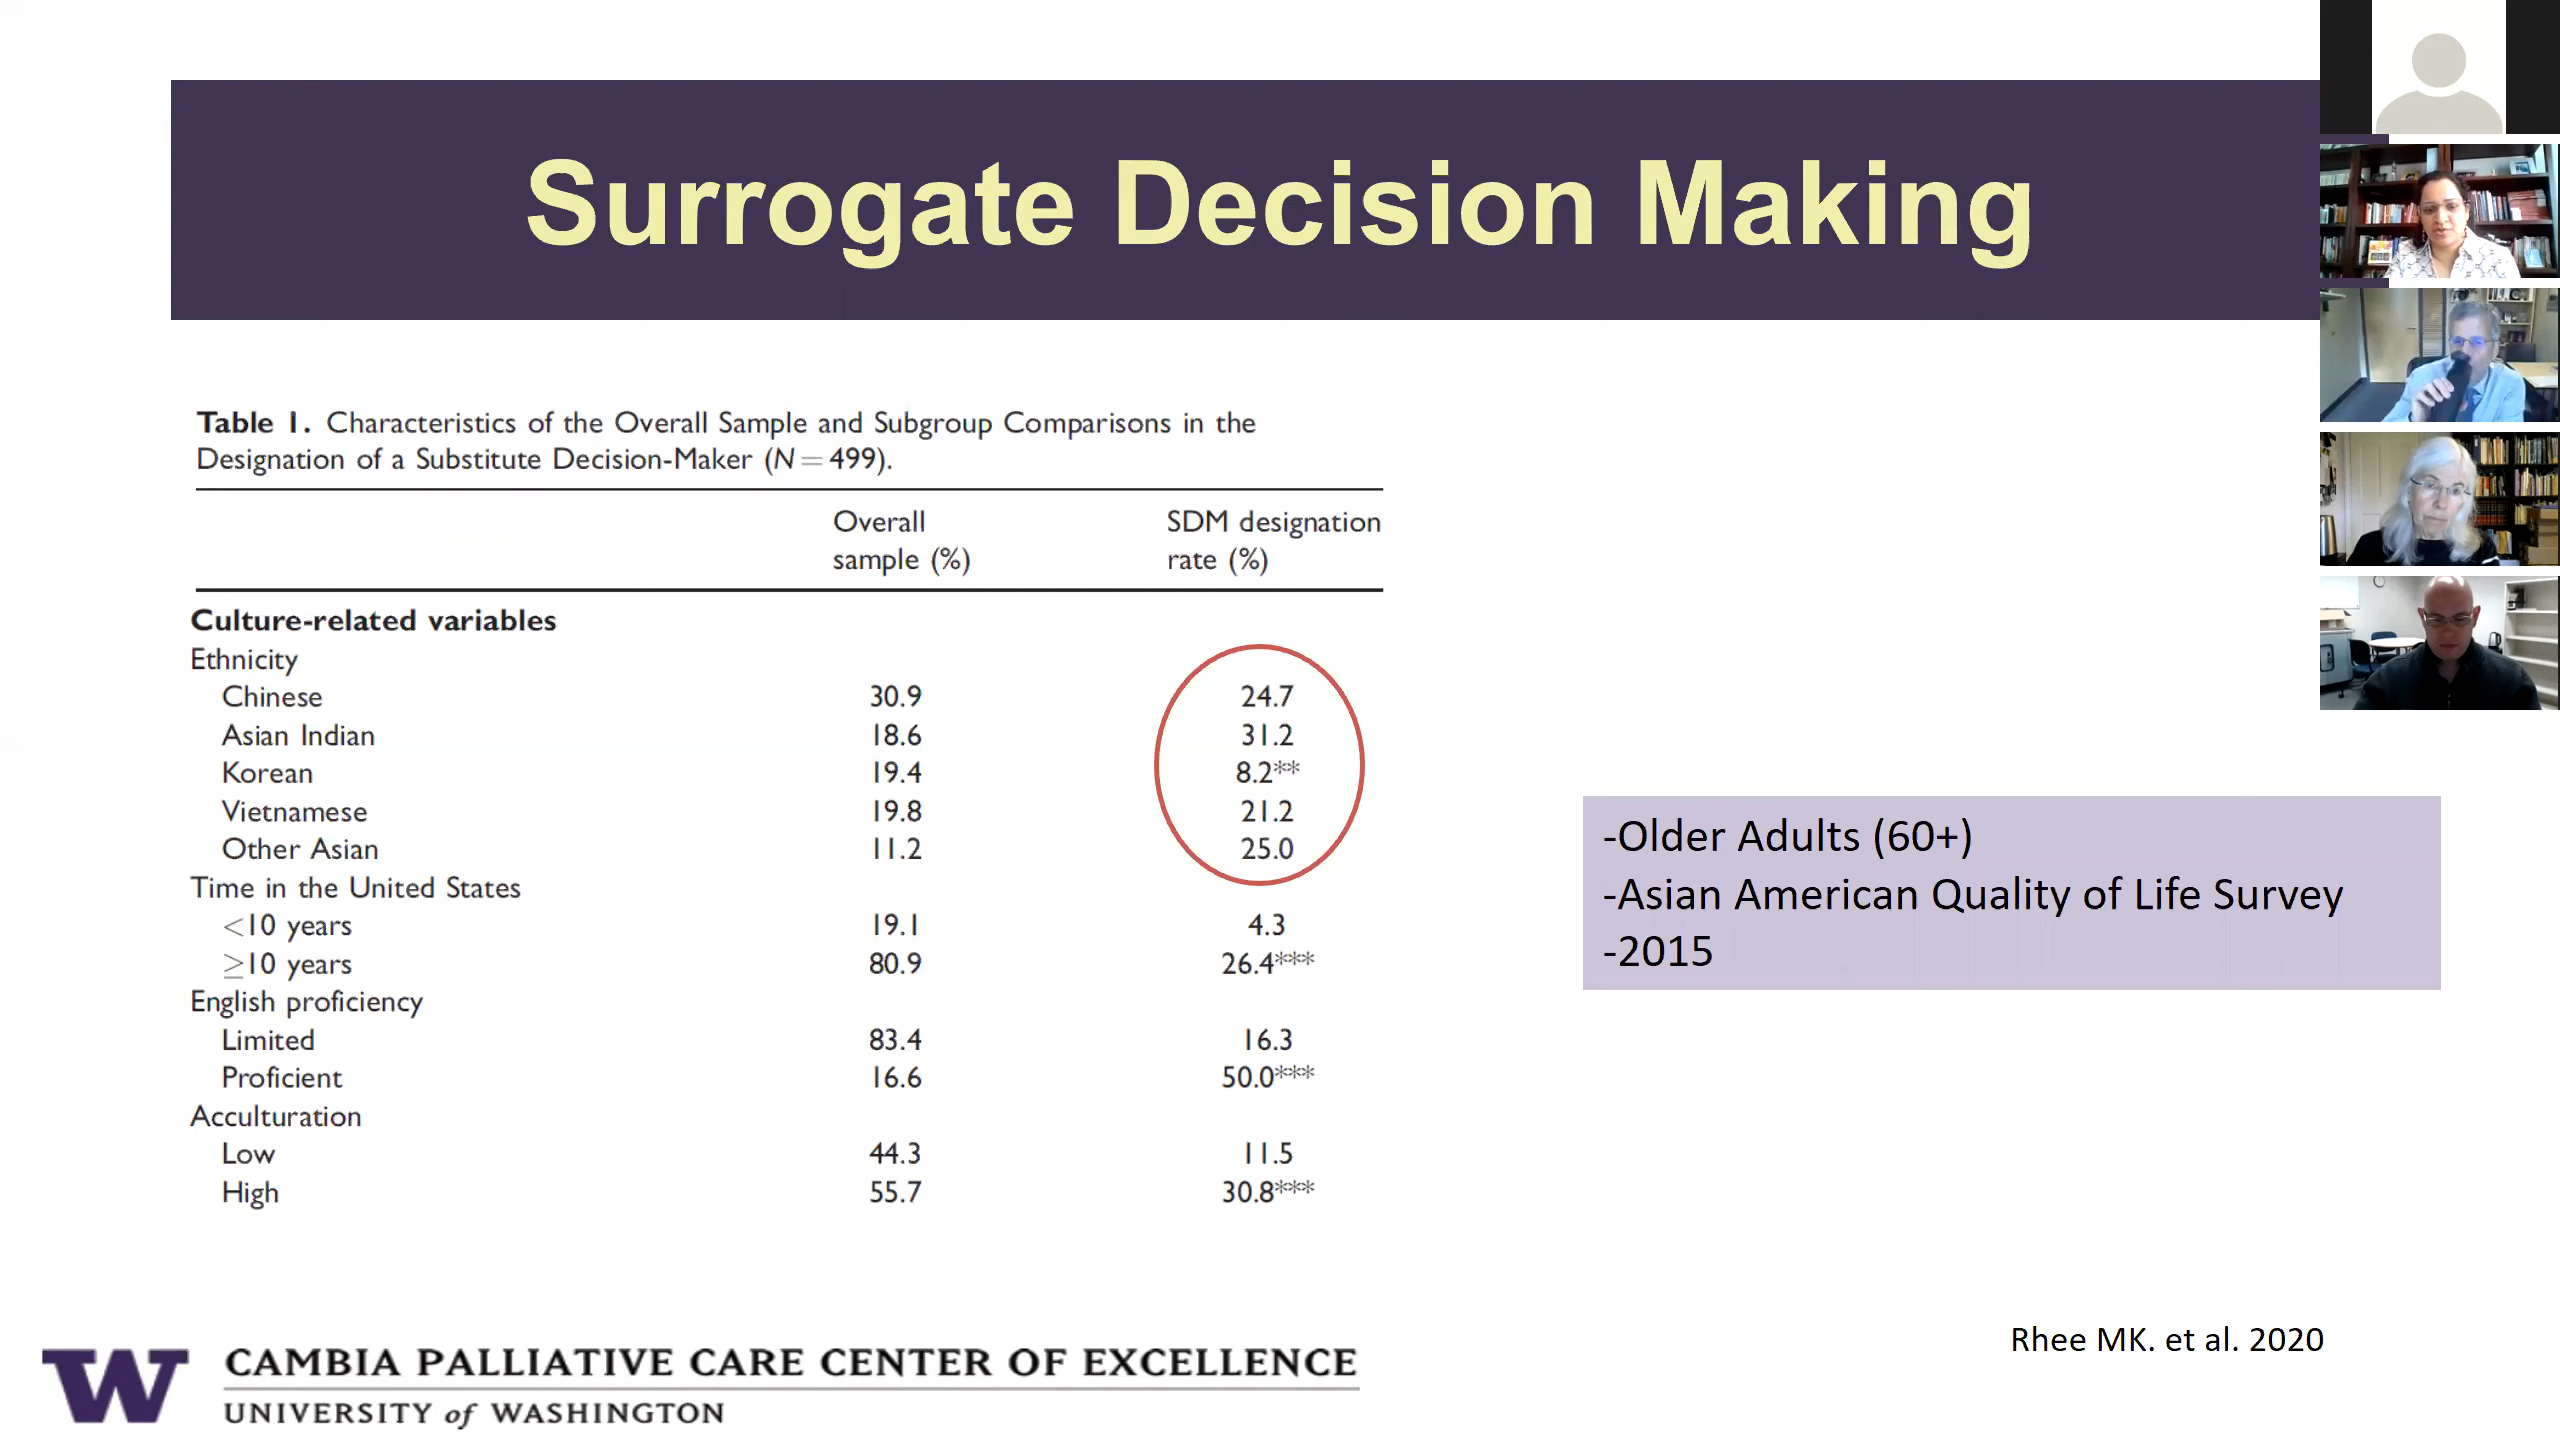 Surrogate Decision Making
Table 1. Characteristics of the Overall Sample and Subgroup Comparisons in the
Designation of a Substitute Decision-Maker (N = 499).
Overall sample (%) SDM designation rate (%)
Culture-related variables
Ethnicity
Chinese 30.9 24.7
Asian Indian 18.6 31.2
Korean 19.4 8.2**
Vietnamese 19.8 21.2
Other Asian 11.2 25.0
Time in the United States
<10 years 19.1 4.3
≥10 years 80.9 26.4***
English proficiency
Limited 83.4 16.3
Proficient 16.6 50.0***
Acculturation
Low 44.3 11.5
High 55.7 30.8***
-Older Adults (60+)
-Asian American Quality of Life Survey
-2015
Rhee MK. et al. 2020
W
CAMBIA PALLIATIVE CARE CENTER OF EXCELLENCE
UNIVERSITY of WASHINGTON